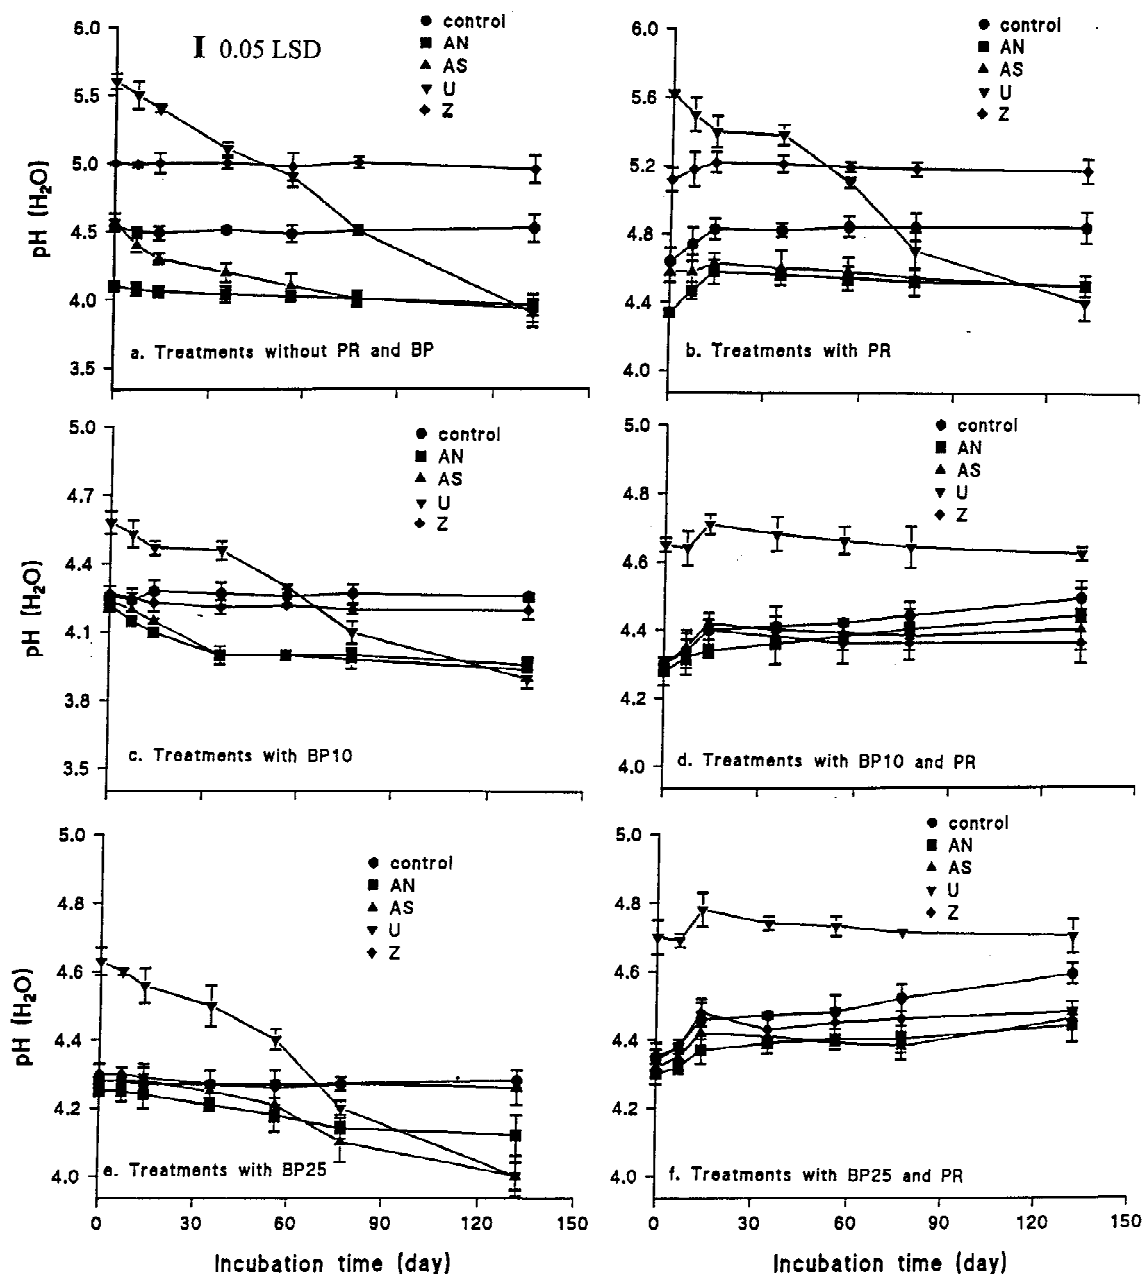 I 0.05 LSD
control
AN
AS
U
Z
6.0
5.5
5.0
4.5
4.0
3.5
pH (H₂O)
a. Treatments without PR and BP
control
AN
AS
U
Z
6.0
5.6
5.2
4.8
4.4
4.0
b. Treatments with PR
control
AN
AS
U
Z
5.0
4.7
4.4
4.1
3.8
3.5
pH (H₂O)
c. Treatments with BP10
control
AN
AS
U
Z
5.0
4.8
4.6
4.4
4.2
4.0
d. Treatments with BP10 and PR
control
AN
AS
U
Z
5.0
4.8
4.6
4.4
4.2
4.0
pH (H₂O)
e. Treatments with BP25
0 30 60 90 120 150
Incubation time (day)
control
AN
AS
U
Z
5.0
4.8
4.6
4.4
4.2
4.0
f. Treatments with BP25 and PR
0 30 60 90 120 150
Incubation time (day)